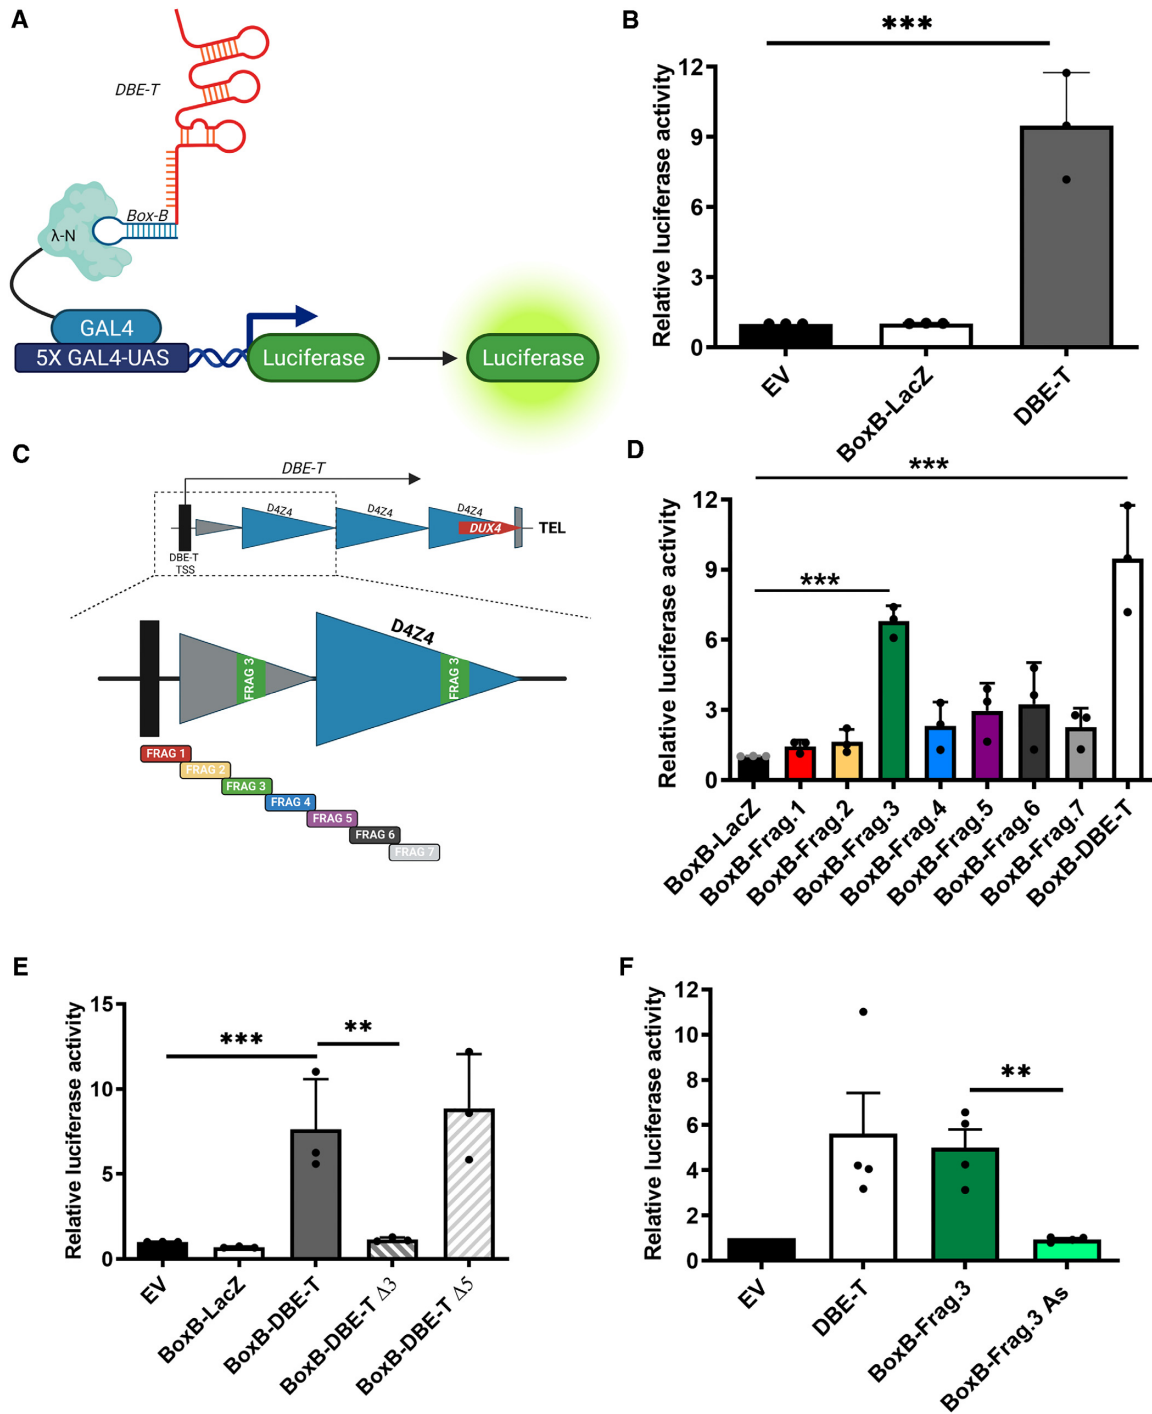 A
DBE-T
Box-B
λ-N
GAL4
5X GAL4-UAS
Luciferase
Luciferase
B
***
Relative luciferase activity
12
9
6
3
0
EV
BoxB-LacZ
DBE-T
C
DBE-T
D4Z4
D4Z4
D4Z4
DUX4
TEL
DBE-T
TSS
D4Z4
FRAG 3
FRAG 3
FRAG 1
FRAG 2
FRAG 3
FRAG 4
FRAG 5
FRAG 6
FRAG 7
D
***
***
Relative luciferase activity
12
9
6
3
0
BoxB-LacZ
BoxB-Frag.1
BoxB-Frag.2
BoxB-Frag.3
BoxB-Frag.4
BoxB-Frag.5
BoxB-Frag.6
BoxB-Frag.7
BoxB-DBE-T
E
***
**
Relative luciferase activity
15
10
5
0
EV
BoxB-LacZ
BoxB-DBE-T
BoxB-DBE-T Δ3
BoxB-DBE-T Δ5
F
**
Relative luciferase activity
12
10
8
6
4
2
0
EV
DBE-T
BoxB-Frag.3
BoxB-Frag.3 As